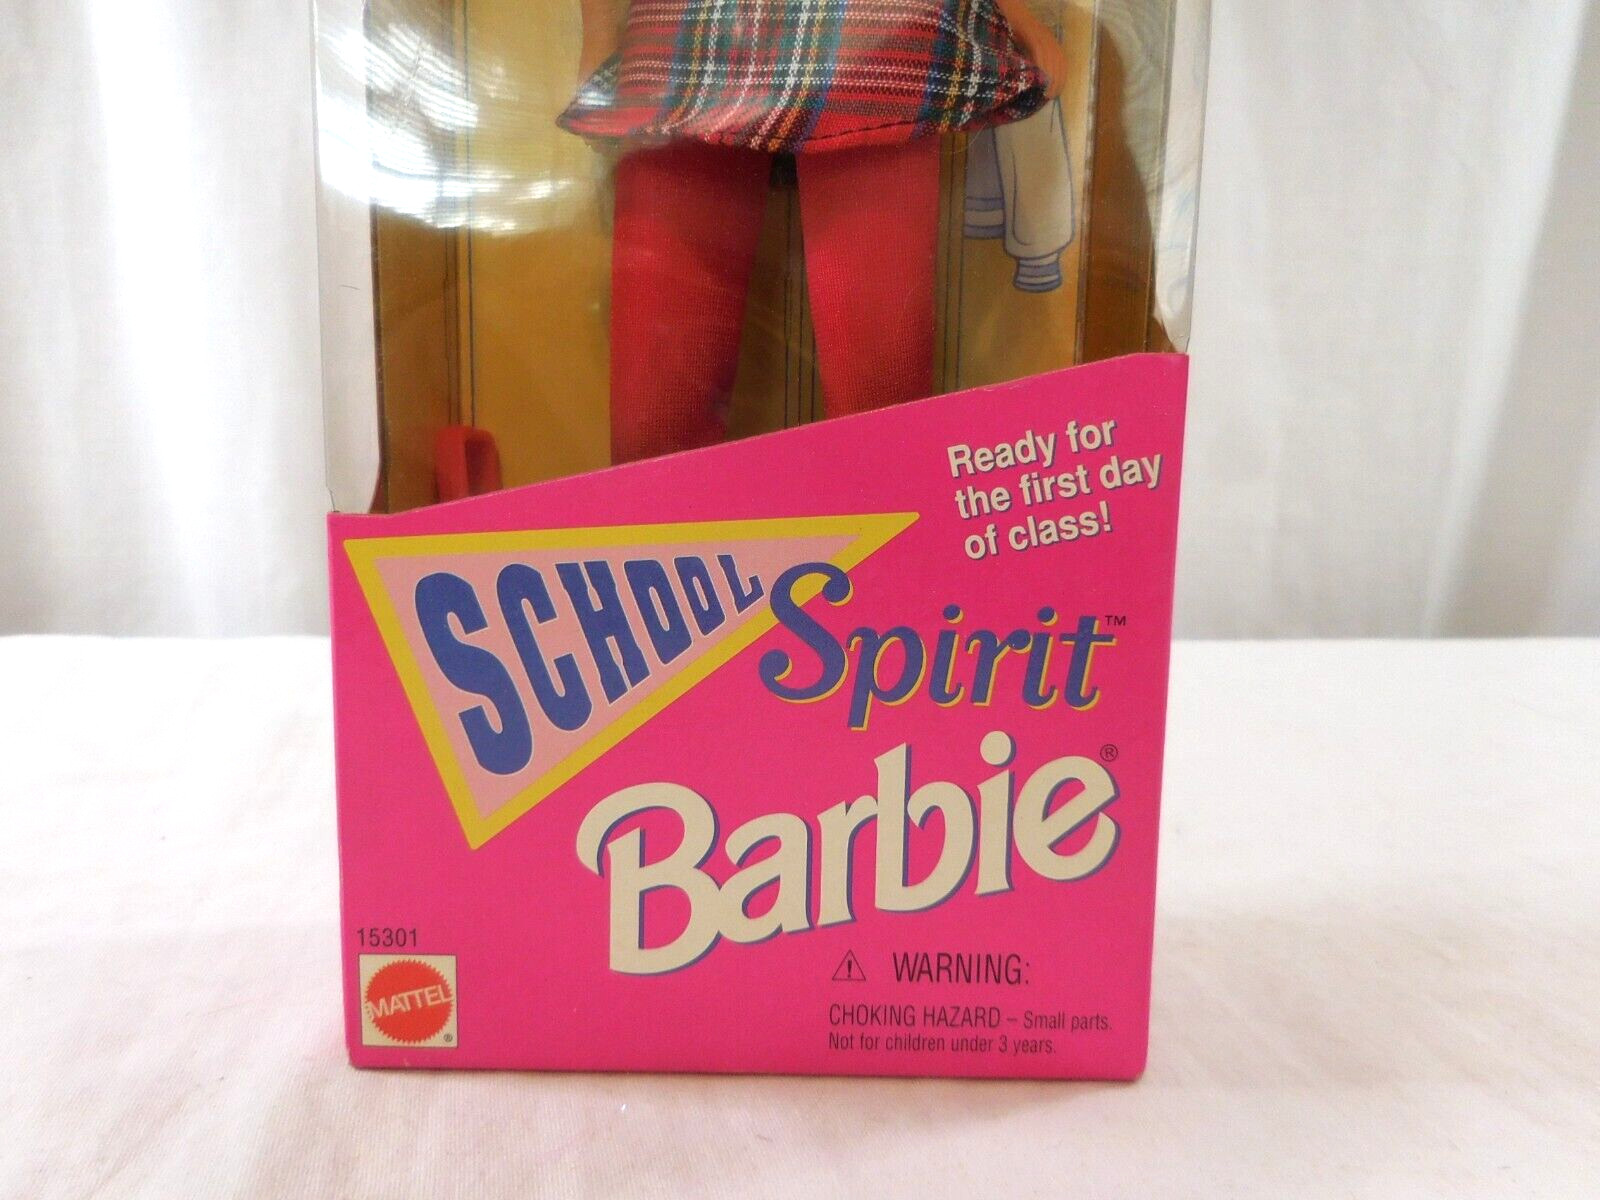 Ready for
the first day
of class!
SCHOOL
Spirit™
Barbie®
15301
MATTEL
®
⚠ WARNING:
CHOKING HAZARD – Small parts.
Not for children under 3 years.